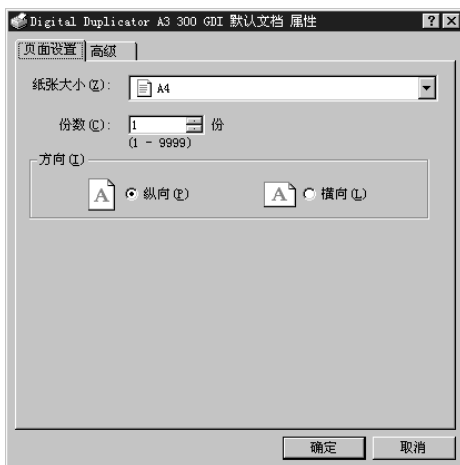 Digital Duplicator A3 300 GDI 默认文档 属性
页面设置 高级
纸张大小(Z): A4
份数(C): 1 份
(1 - 9999)
方向(I)
A 纵向(P) A 横向(L)
确定 取消